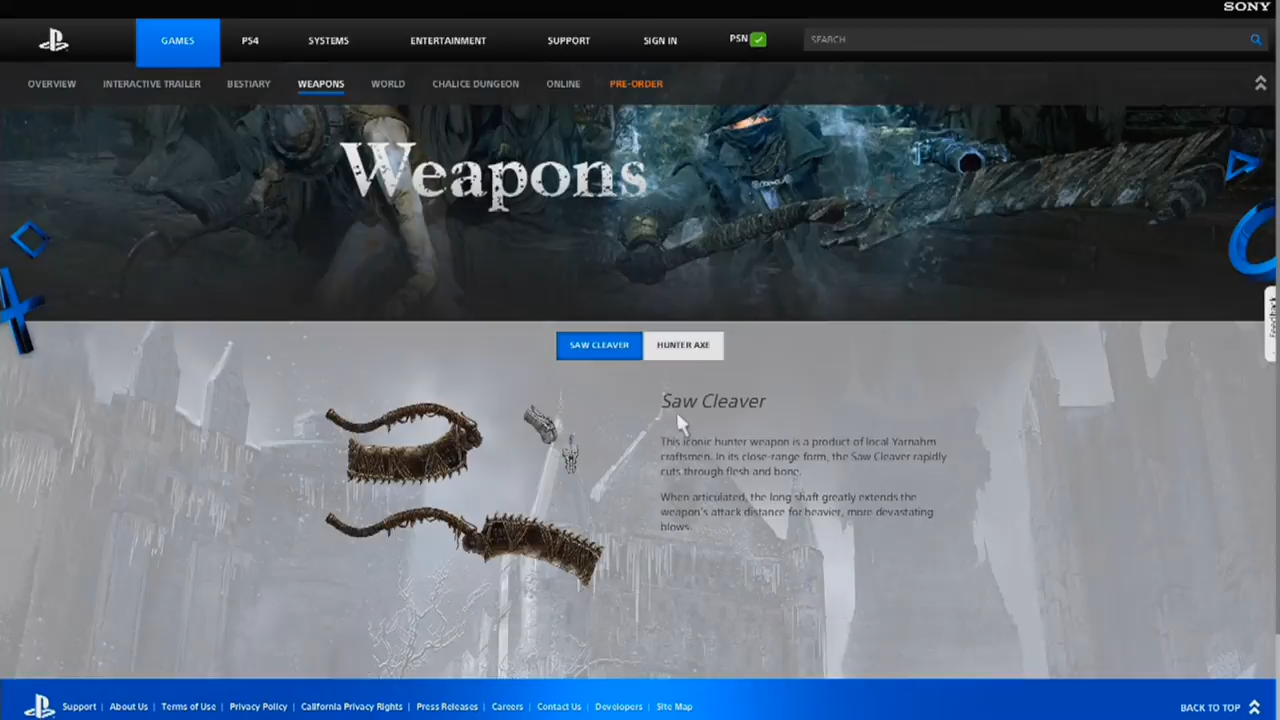 SONY
GAMES PS4 SYSTEMS ENTERTAINMENT SUPPORT SIGN IN PSN SEARCH
OVERVIEW INTERACTIVE TRAILER BESTIARY WEAPONS WORLD CHALICE DUNGEON ONLINE PRE-ORDER
Weapons
Feedback
SAW CLEAVER HUNTER AXE
Saw Cleaver
This iconic hunter weapon is a product of local Yarnahm
craftsmen. In its close-range form, the Saw Cleaver rapidly
cuts through flesh and bone.
When articulated, the long shaft greatly extends the
weapon's attack distance for heavier, more devastating
blows.
Support | About Us | Terms of Use | Privacy Policy | California Privacy Rights | Press Releases | Careers | Contact Us | Developers | Site Map
BACK TO TOP